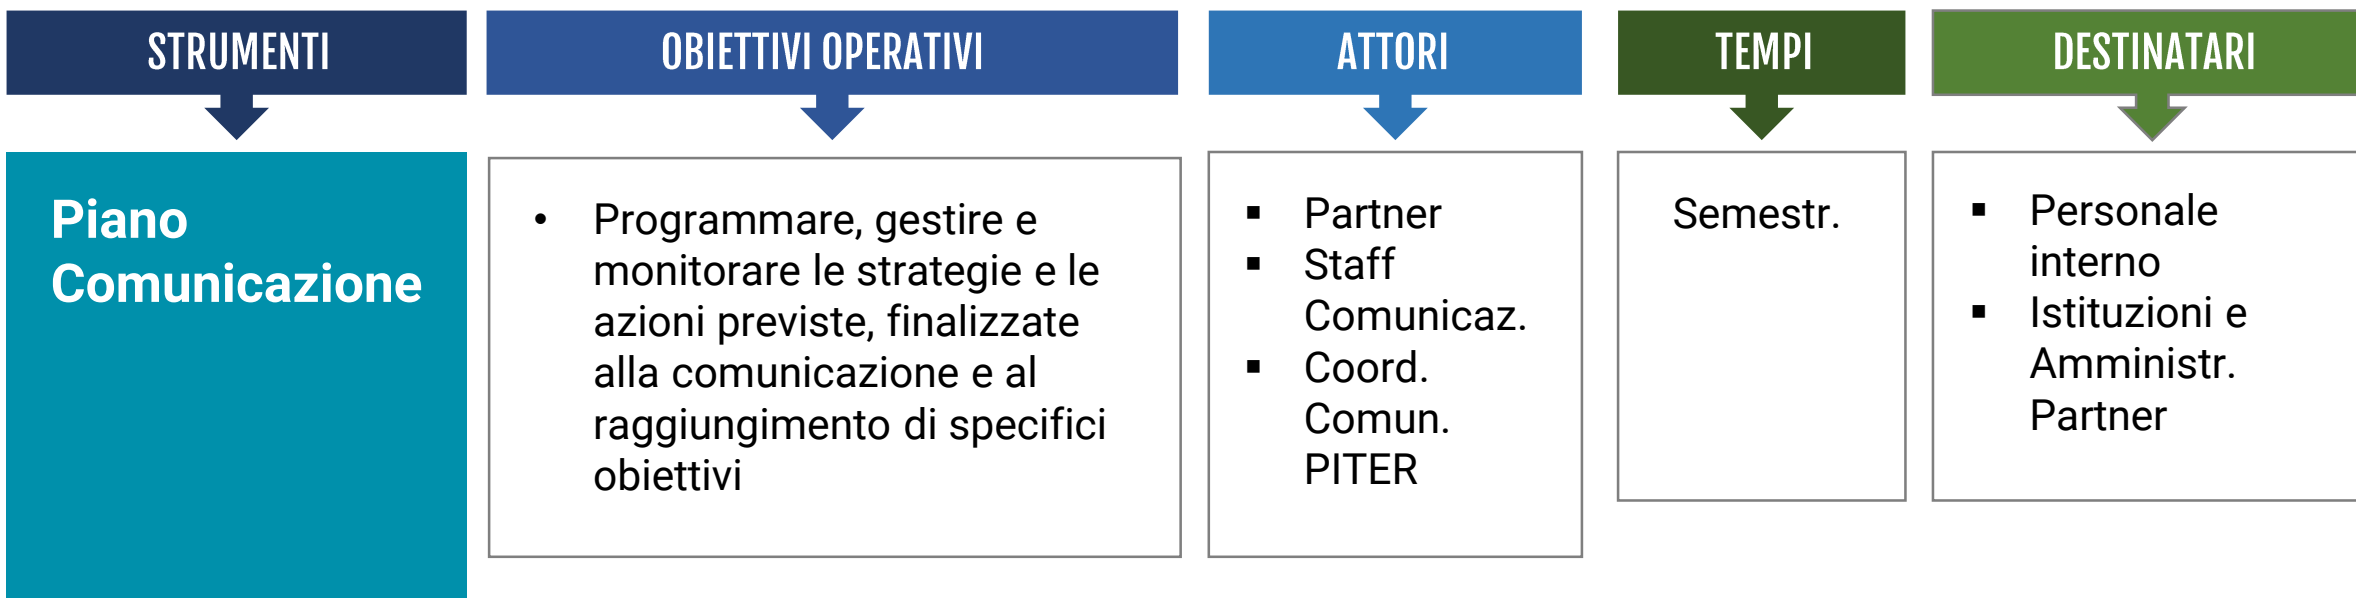 STRUMENTI
OBIETTIVI OPERATIVI
ATTORI
TEMPI
DESTINATARI
Piano
Comunicazione
• Programmare, gestire e
monitorare le strategie e le
azioni previste, finalizzate
alla comunicazione e al
raggiungimento di specifici
obiettivi
▪ Partner
▪ Staff
Comunicaz.
▪ Coord.
Comun.
PITER
Semestr.
▪ Personale
interno
▪ Istituzioni e
Amministr.
Partner